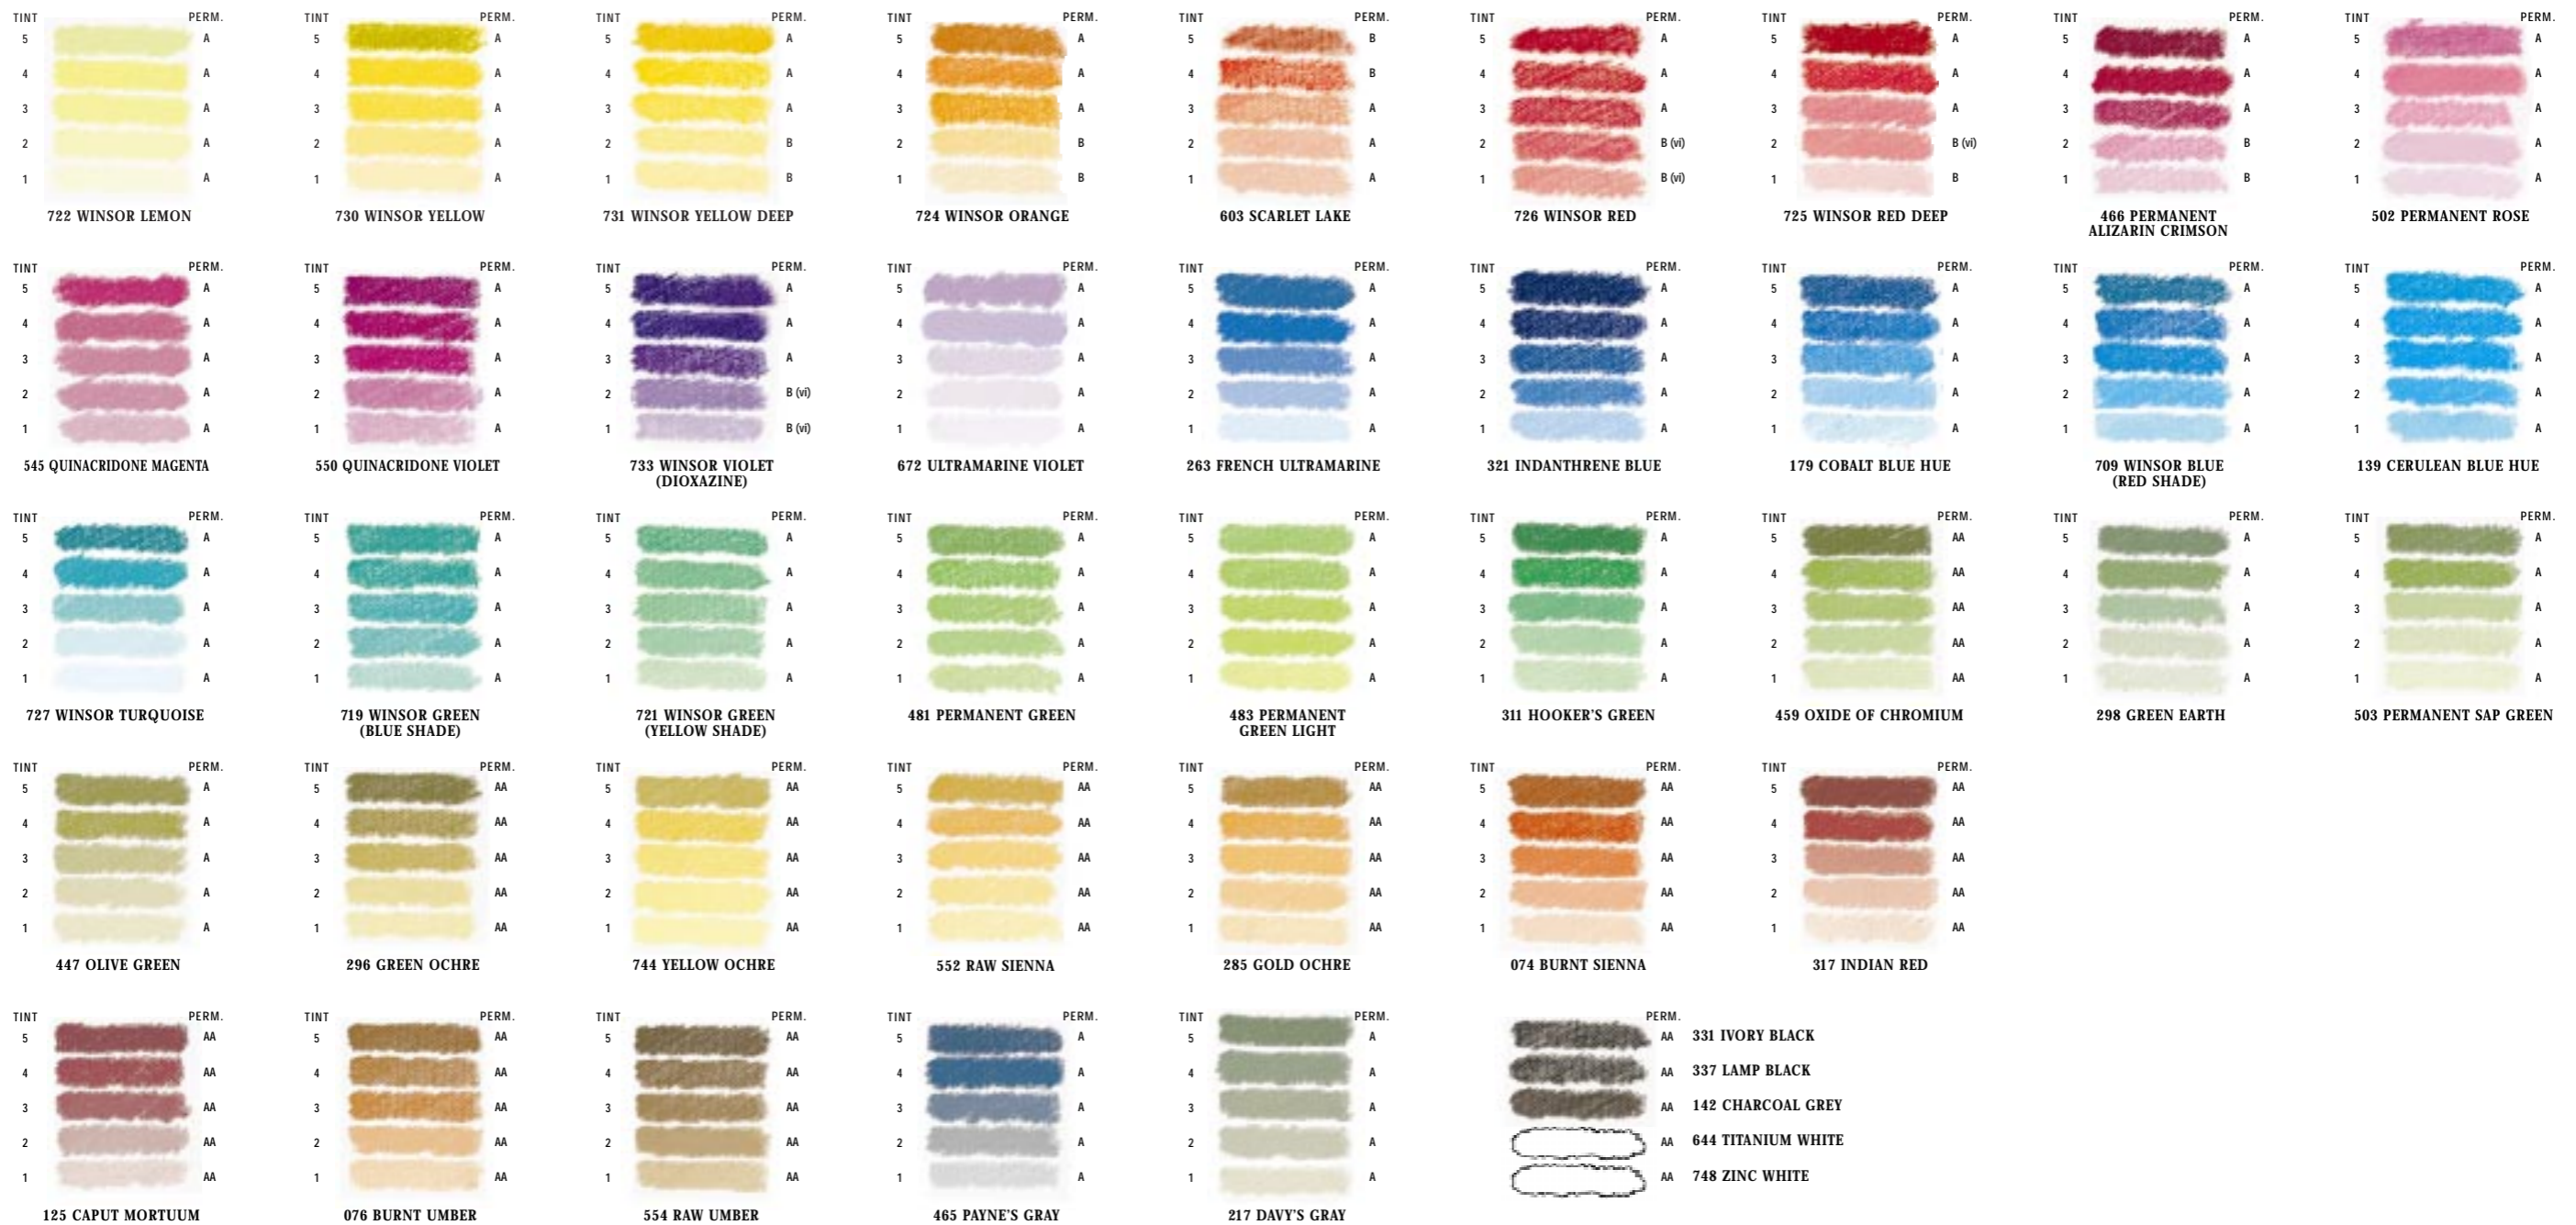 TINT PERM.
5 A
4 A
3 A
2 A
1 A
722 WINSOR LEMON
TINT PERM.
5 A
4 A
3 A
2 A
1 A
730 WINSOR YELLOW
TINT PERM.
5 A
4 A
3 A
2 B
1 B
731 WINSOR YELLOW DEEP
TINT PERM.
5 A
4 A
3 A
2 B
1 B
724 WINSOR ORANGE
TINT PERM.
5 B
4 B
3 A
2 A
1 A
603 SCARLET LAKE
TINT PERM.
5 A
4 A
3 A
2 B (vi)
1 B (vi)
726 WINSOR RED
TINT PERM.
5 A
4 A
3 A
2 B (vi)
1 B
725 WINSOR RED DEEP
TINT PERM.
5 A
4 A
3 A
2 B
1 B
466 PERMANENT
ALIZARIN CRIMSON
TINT PERM.
5 A
4 A
3 A
2 A
1 A
502 PERMANENT ROSE
TINT PERM.
5 A
4 A
3 A
2 A
1 A
545 QUINACRIDONE MAGENTA
TINT PERM.
5 A
4 A
3 A
2 A
1 A
550 QUINACRIDONE VIOLET
TINT PERM.
5 A
4 A
3 A
2 B (vi)
1 B (vi)
733 WINSOR VIOLET
(DIOXAZINE)
TINT PERM.
5 A
4 A
3 A
2 A
1 A
672 ULTRAMARINE VIOLET
TINT PERM.
5 A
4 A
3 A
2 A
1 A
263 FRENCH ULTRAMARINE
TINT PERM.
5 A
4 A
3 A
2 A
1 A
321 INDANTHRENE BLUE
TINT PERM.
5 A
4 A
3 A
2 A
1 A
179 COBALT BLUE HUE
TINT PERM.
5 A
4 A
3 A
2 A
1 A
709 WINSOR BLUE
(RED SHADE)
TINT PERM.
5 A
4 A
3 A
2 A
1 A
139 CERULEAN BLUE HUE
TINT PERM.
5 A
4 A
3 A
2 A
1 A
727 WINSOR TURQUOISE
TINT PERM.
5 A
4 A
3 A
2 A
1 A
719 WINSOR GREEN
(BLUE SHADE)
TINT PERM.
5 A
4 A
3 A
2 A
1 A
721 WINSOR GREEN
(YELLOW SHADE)
TINT PERM.
5 A
4 A
3 A
2 A
1 A
481 PERMANENT GREEN
TINT PERM.
5 A
4 A
3 A
2 A
1 A
483 PERMANENT
GREEN LIGHT
TINT PERM.
5 A
4 A
3 A
2 A
1 A
311 HOOKER'S GREEN
TINT PERM.
5 AA
4 AA
3 AA
2 AA
1 AA
459 OXIDE OF CHROMIUM
TINT PERM.
5 A
4 A
3 A
2 A
1 A
298 GREEN EARTH
TINT PERM.
5 A
4 A
3 A
2 A
1 A
503 PERMANENT SAP GREEN
TINT PERM.
5 A
4 A
3 A
2 A
1 A
447 OLIVE GREEN
TINT PERM.
5 AA
4 AA
3 AA
2 AA
1 AA
296 GREEN OCHRE
TINT PERM.
5 AA
4 AA
3 AA
2 AA
1 AA
744 YELLOW OCHRE
TINT PERM.
5 AA
4 AA
3 AA
2 AA
1 AA
552 RAW SIENNA
TINT PERM.
5 AA
4 AA
3 AA
2 AA
1 AA
285 GOLD OCHRE
TINT PERM.
5 AA
4 AA
3 AA
2 AA
1 AA
074 BURNT SIENNA
TINT PERM.
5 AA
4 AA
3 AA
2 AA
1 AA
317 INDIAN RED
TINT PERM.
5 AA
4 AA
3 AA
2 AA
1 AA
125 CAPUT MORTUUM
TINT PERM.
5 AA
4 AA
3 AA
2 AA
1 AA
076 BURNT UMBER
TINT PERM.
5 AA
4 AA
3 AA
2 AA
1 AA
554 RAW UMBER
TINT PERM.
5 A
4 A
3 A
2 A
1 A
465 PAYNE'S GRAY
TINT PERM.
5 A
4 A
3 A
2 A
1 A
217 DAVY'S GRAY
PERM.
AA 331 IVORY BLACK
AA 337 LAMP BLACK
AA 142 CHARCOAL GREY
AA 644 TITANIUM WHITE
AA 748 ZINC WHITE